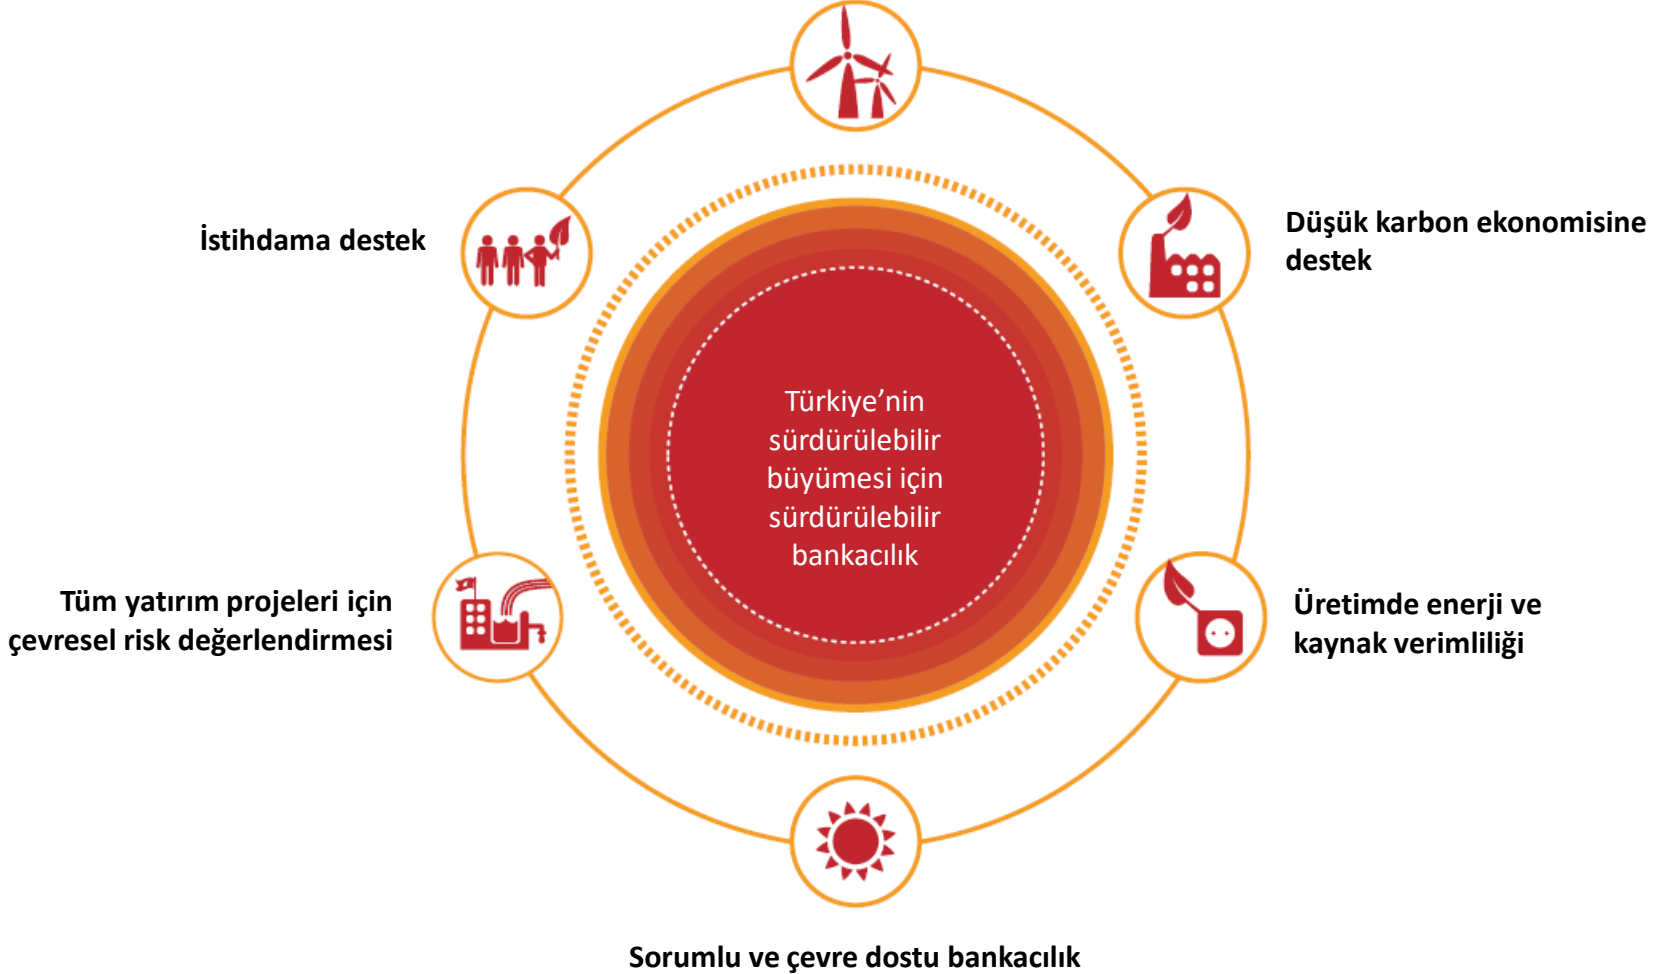 İstihdama destek
Düşük karbon ekonomisine
destek
Türkiye’nin
sürdürülebilir
büyümesi için
sürdürülebilir
bankacılık
Tüm yatırım projeleri için
çevresel risk değerlendirmesi
Üretimde enerji ve
kaynak verimliliği
Sorumlu ve çevre dostu bankacılık